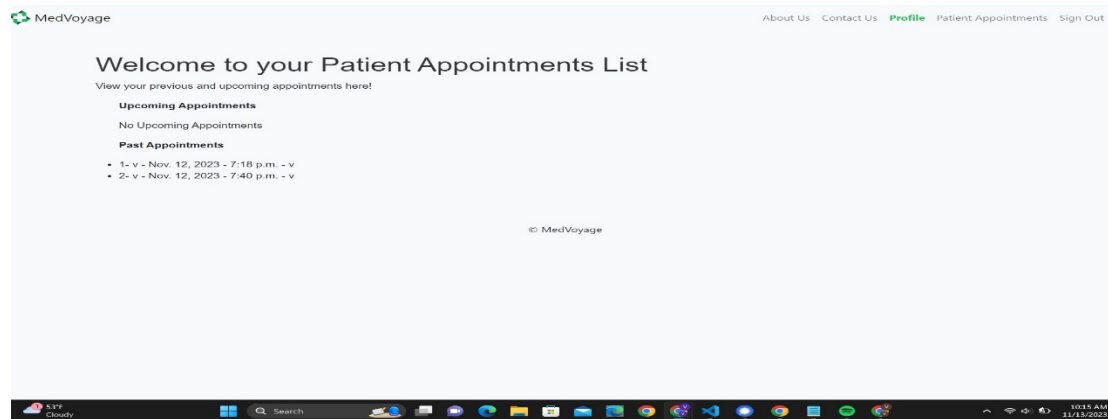 MedVoyage
About Us Contact Us Profile Patient Appointments Sign Out
Welcome to your Patient Appointments List
View your previous and upcoming appointments here!
Upcoming Appointments
No Upcoming Appointments
Past Appointments
1- v - Nov. 12, 2023 - 7:18 p.m. - v
2- v - Nov. 12, 2023 - 7:40 p.m. - v
© MedVoyage
53°F
Cloudy
Search
10:15 AM
11/13/2023